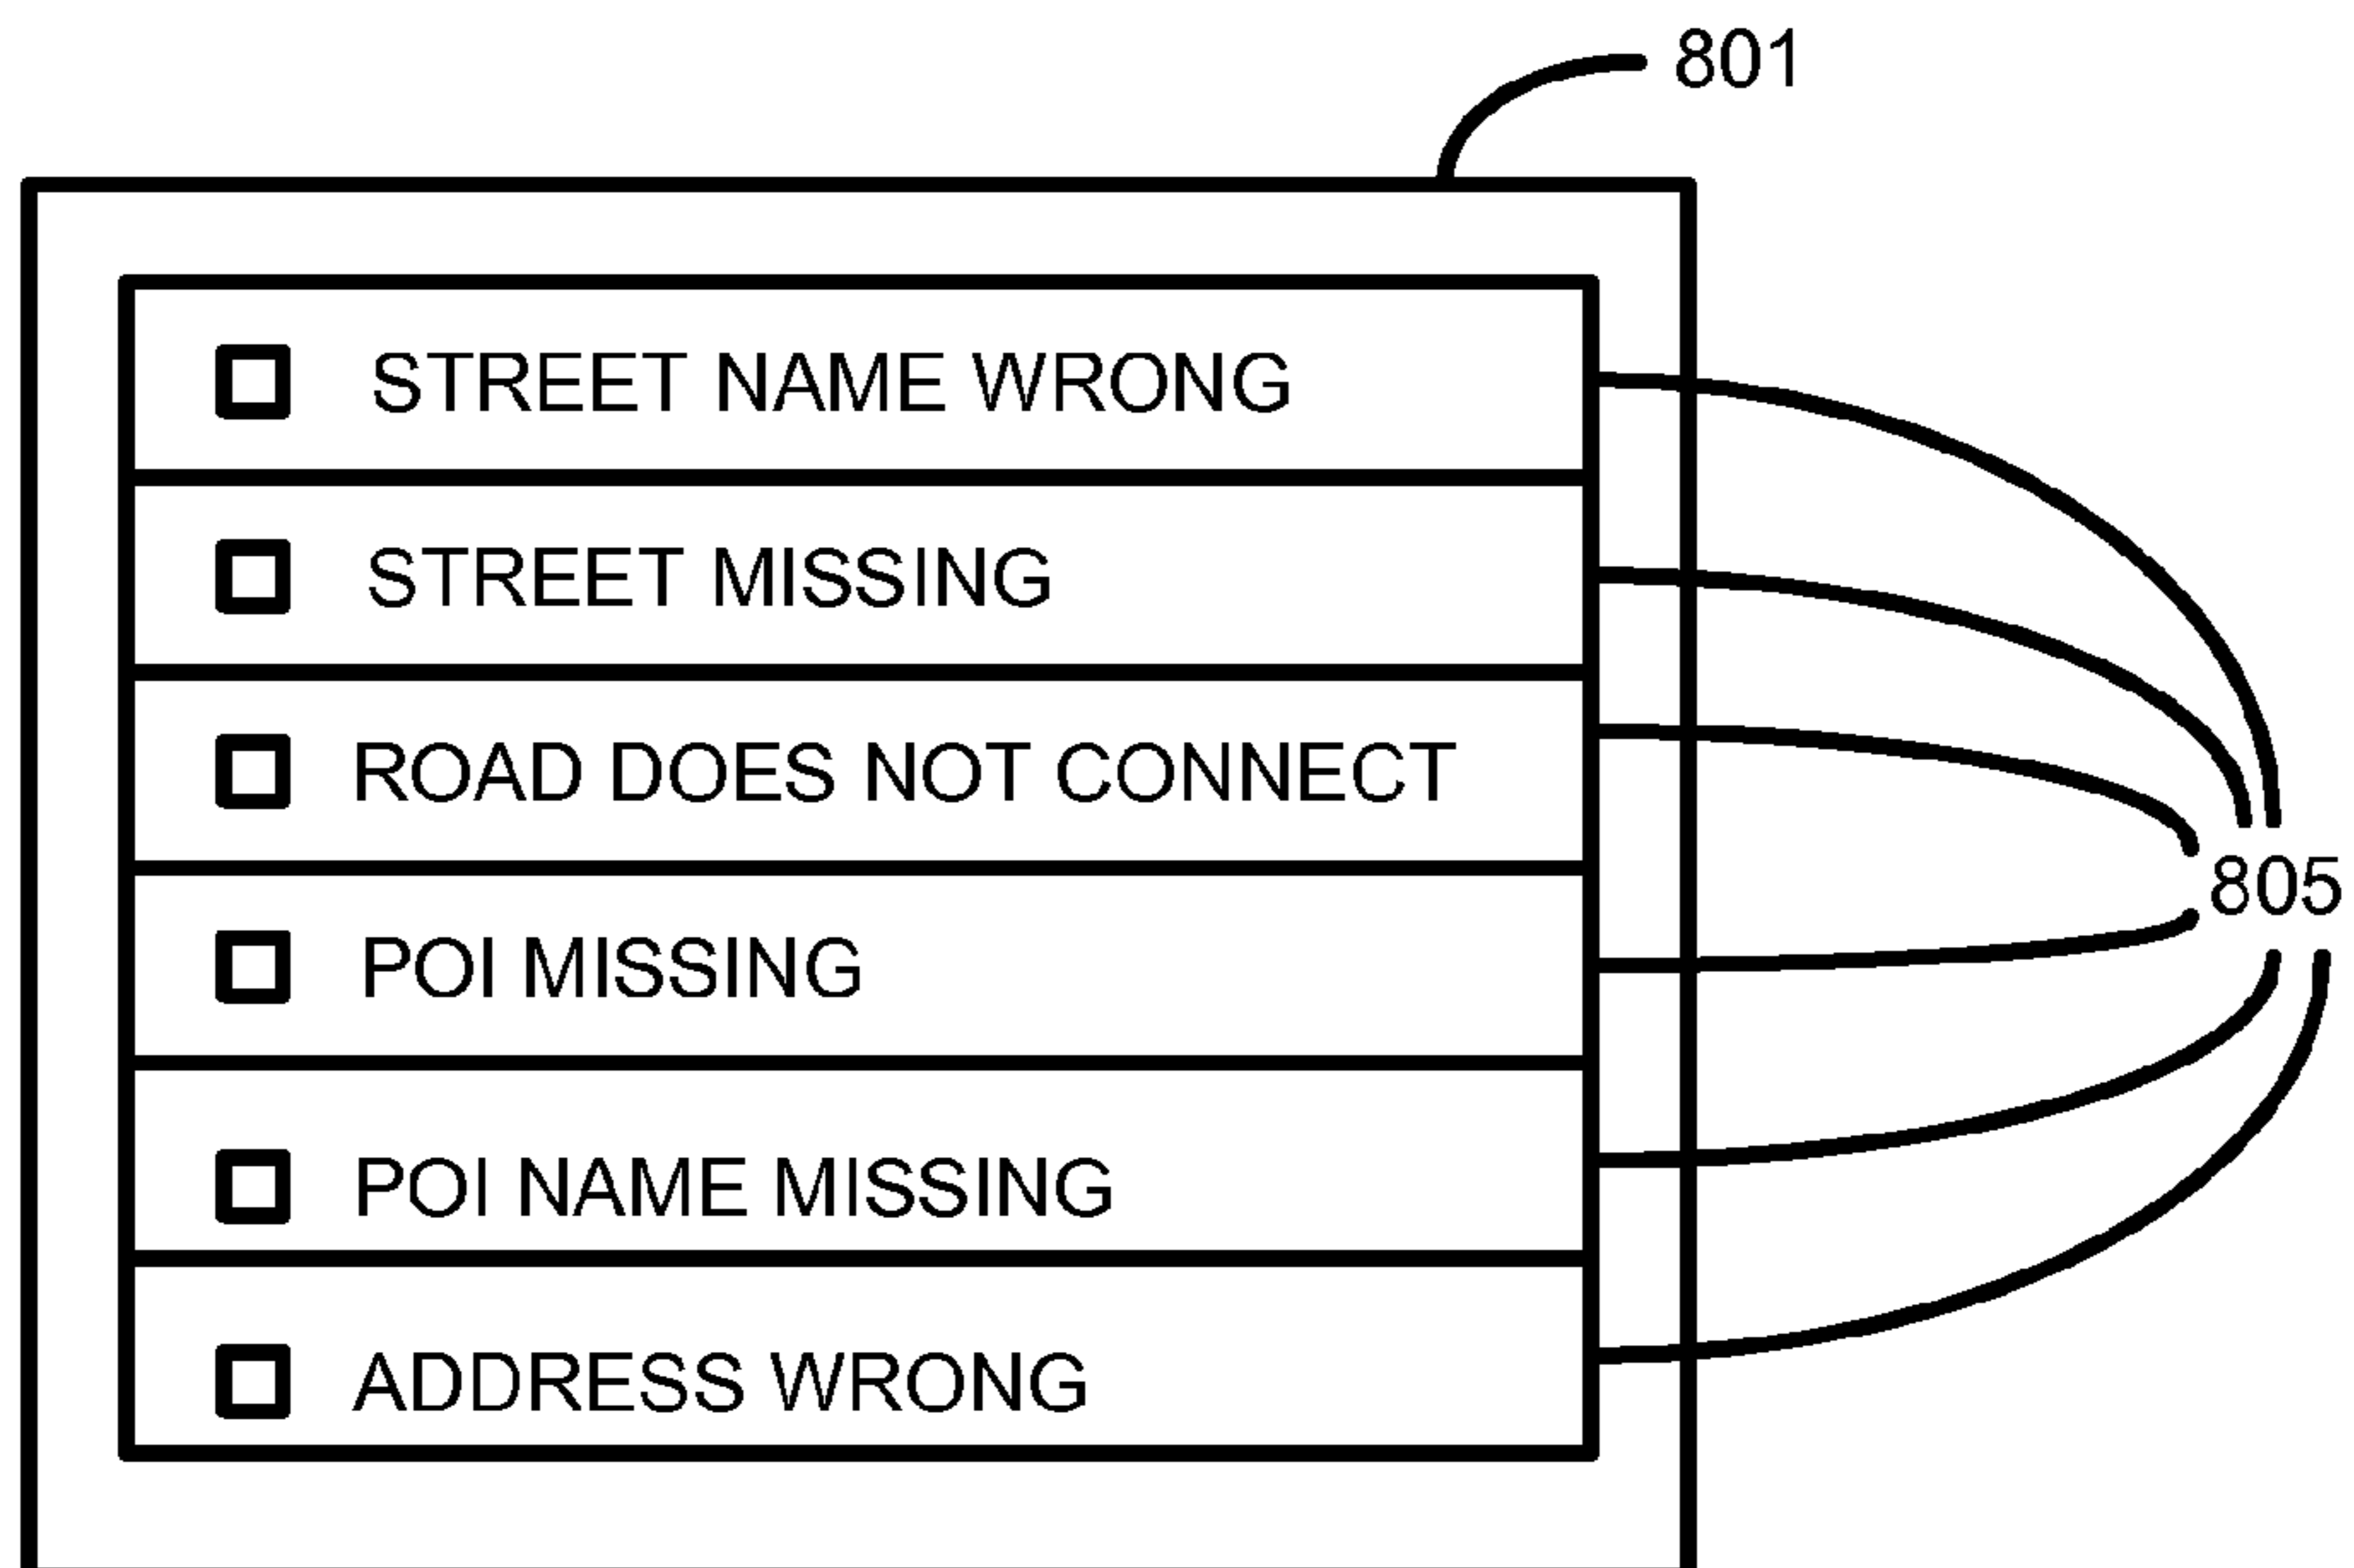 801
STREET NAME WRONG
STREET MISSING
ROAD DOES NOT CONNECT
805
POI MISSING
POI NAME MISSING
ADDRESS WRONG